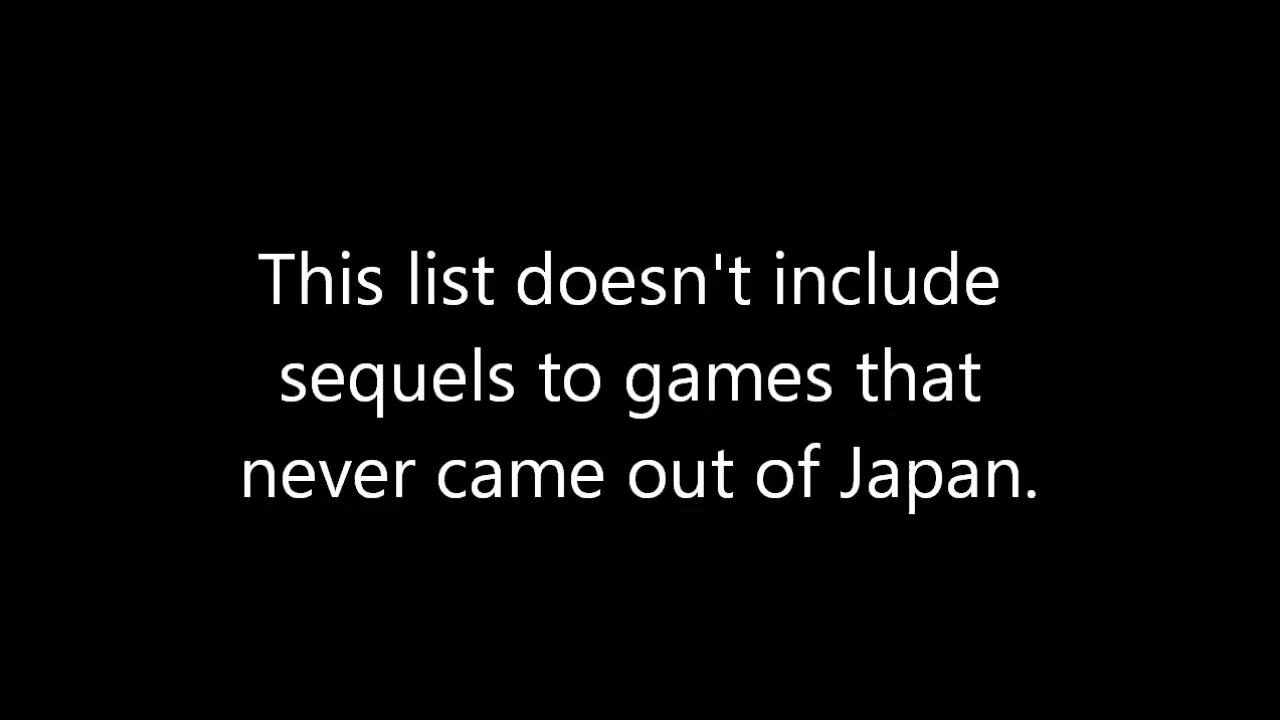 This list doesn't include
sequels to games that
never came out of Japan.